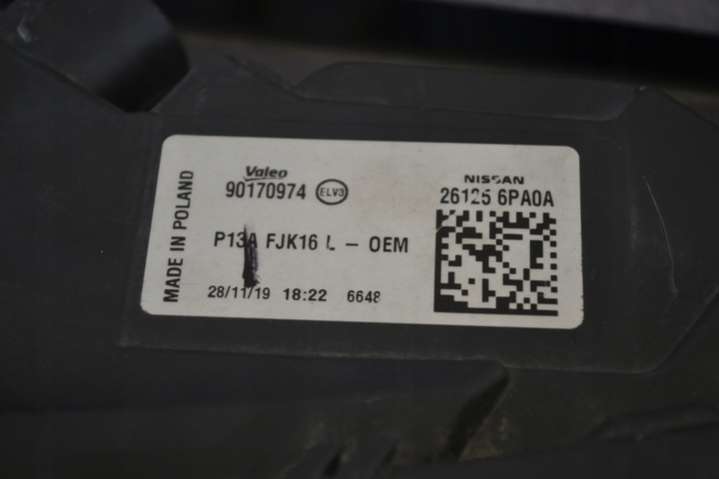 MADE IN POLAND
Valeo
90170974 ELV3
P13A FJK16 L - OEM
28/11/19 18:22 6648
NISSAN
26125 6PA0A